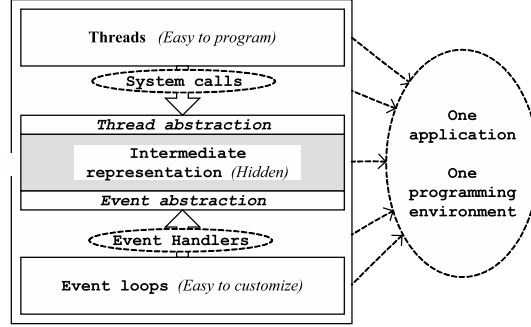 Threads (Easy to program)
System calls
Thread abstraction
Intermediate
representation (Hidden)
Event abstraction
Event Handlers
Event loops (Easy to customize)
One
application
One
programming
environment